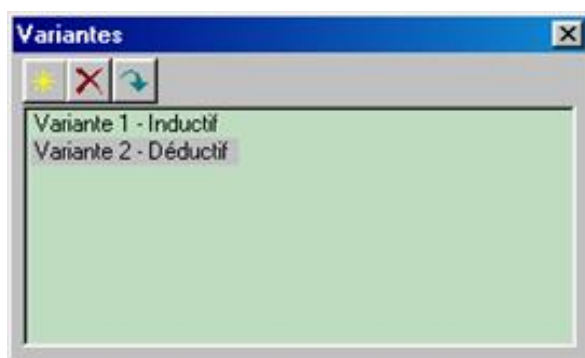 Variantes
Variante 1 - Inductif
Variante 2 - Déductif